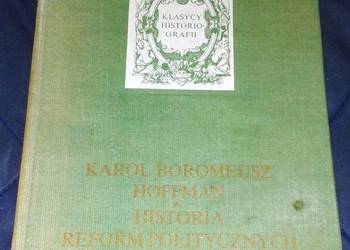 KLASYCY
HISTORIO-
GRAFII
KAROL BOROMEUSZ
HOFFMAN
HISTORIA
REFORM POLITYCZNYCH